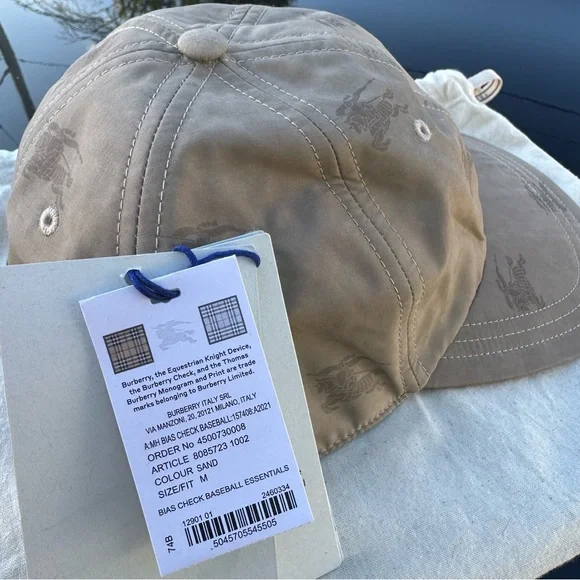 Burberry, the Equestrian Knight Device,
the Burberry Check, and the Thomas
Burberry Monogram and Print are trade
marks belonging to Burberry Limited.
BURBERRY ITALY SRL
VIA MANZONI, 20, 20121 MILANO, ITALY
A:MH BIAS CHECK BASEBALL:157408:A2021
ORDER No 4500730008
ARTICLE 8085723 1002
COLOUR SAND
SIZE/FIT M
BIAS CHECK BASEBALL ESSENTIALS
12901 01 2460334
74B
5045705545505